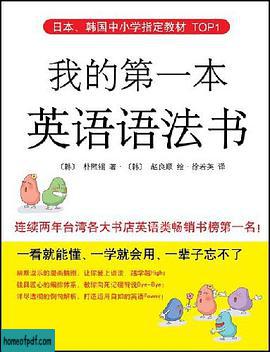 日本、韩国中小学指定教材 TOP1
我的第一本
英语语法书
〔韩〕 朴熙锡 著·〔韩〕 赵良顺 绘·徐若英 译
连续两年台湾各大书店英语类畅销书榜第一名!
一看就能懂、一学就会用、一辈子忘不了
homeofpdf.com